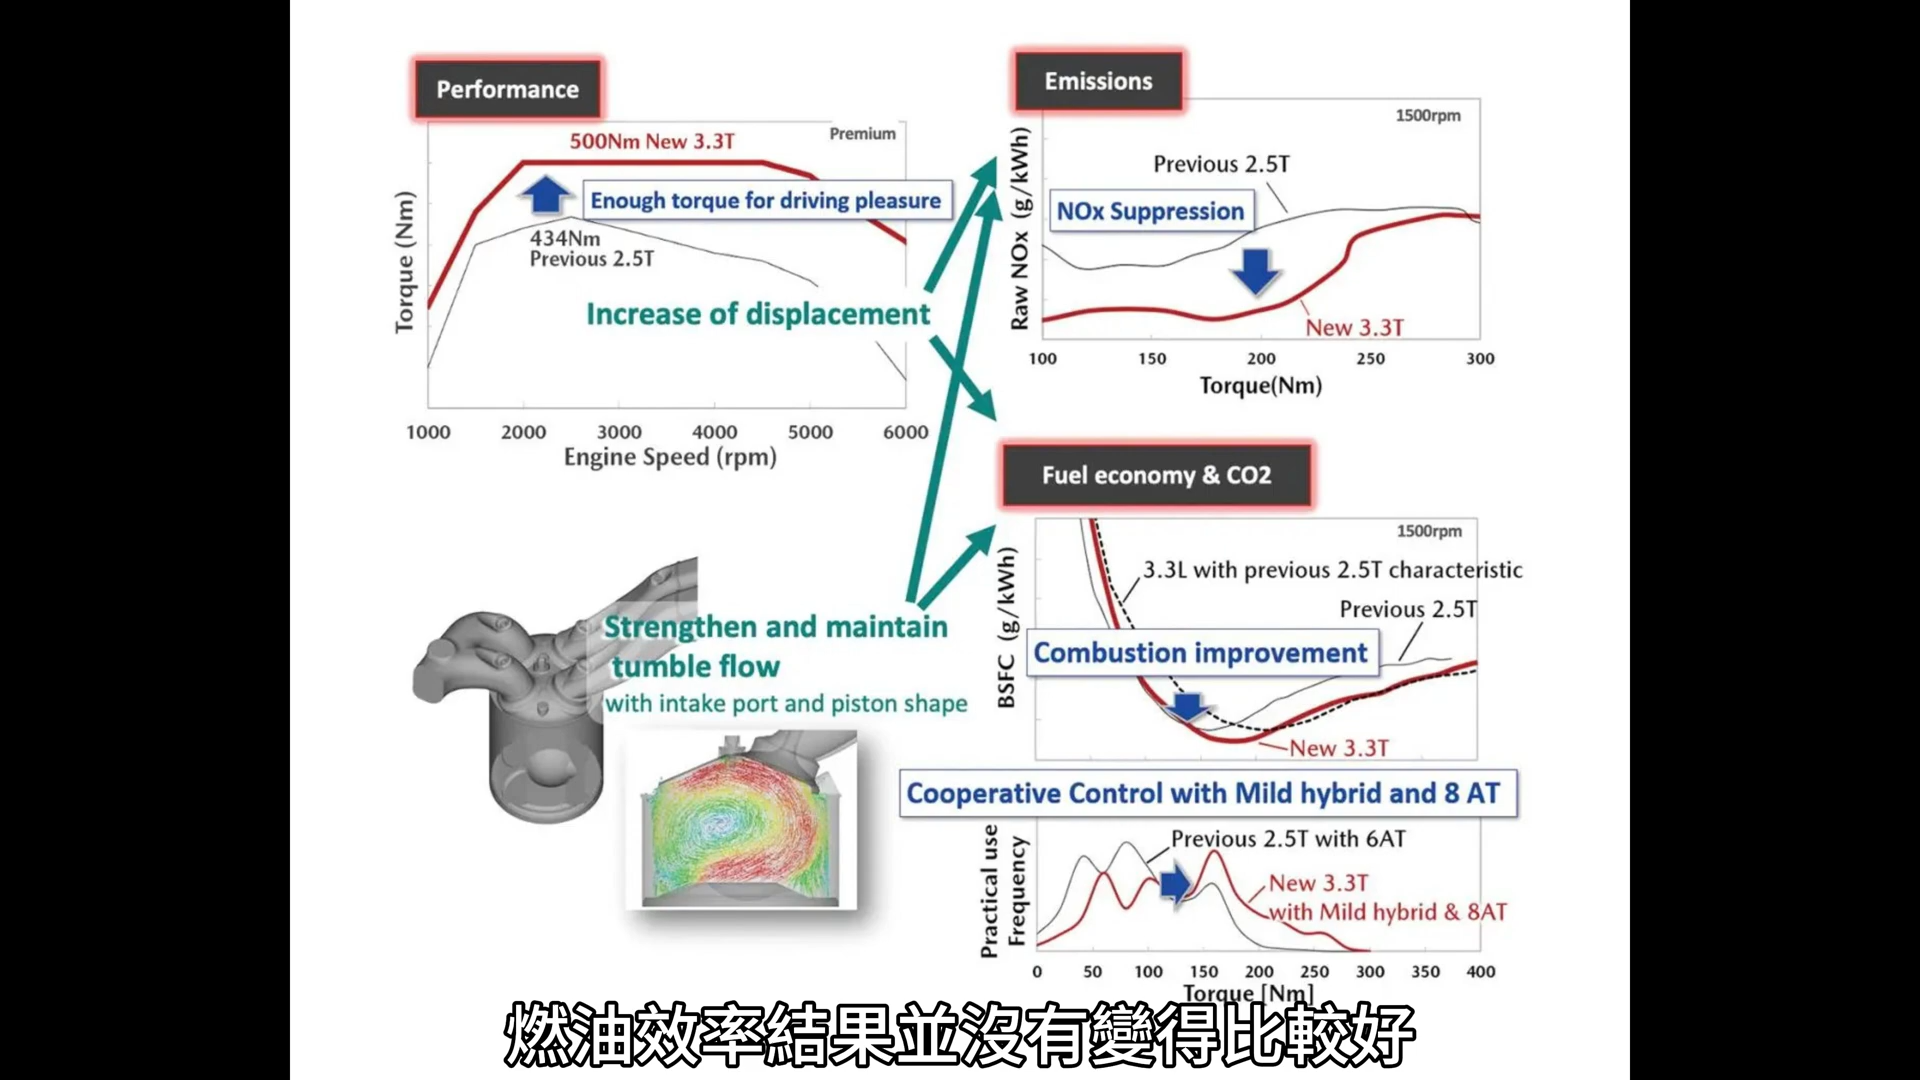 Performance
500Nm New 3.3T
Premium
Enough torque for driving pleasure
434Nm
Previous 2.5T
Torque (Nm)
1000 2000 3000 4000 5000 6000
Engine Speed (rpm)
Increase of displacement
Strengthen and maintain
tumble flow
with intake port and piston shape
Emissions
1500rpm
Previous 2.5T
NOx Suppression
New 3.3T
Raw NOx (g/kWh)
100 150 200 250 300
Torque(Nm)
Fuel economy & CO2
1500rpm
3.3L with previous 2.5T characteristic
Previous 2.5T
Combustion improvement
New 3.3T
BSFC (g/kWh)
Cooperative Control with Mild hybrid and 8 AT
Previous 2.5T with 6AT
New 3.3T
with Mild hybrid & 8AT
Practical use
Frequency
0 50 100 150 200 250 300 350 400
Torque [Nm]
燃油效率結果並沒有變得比較好